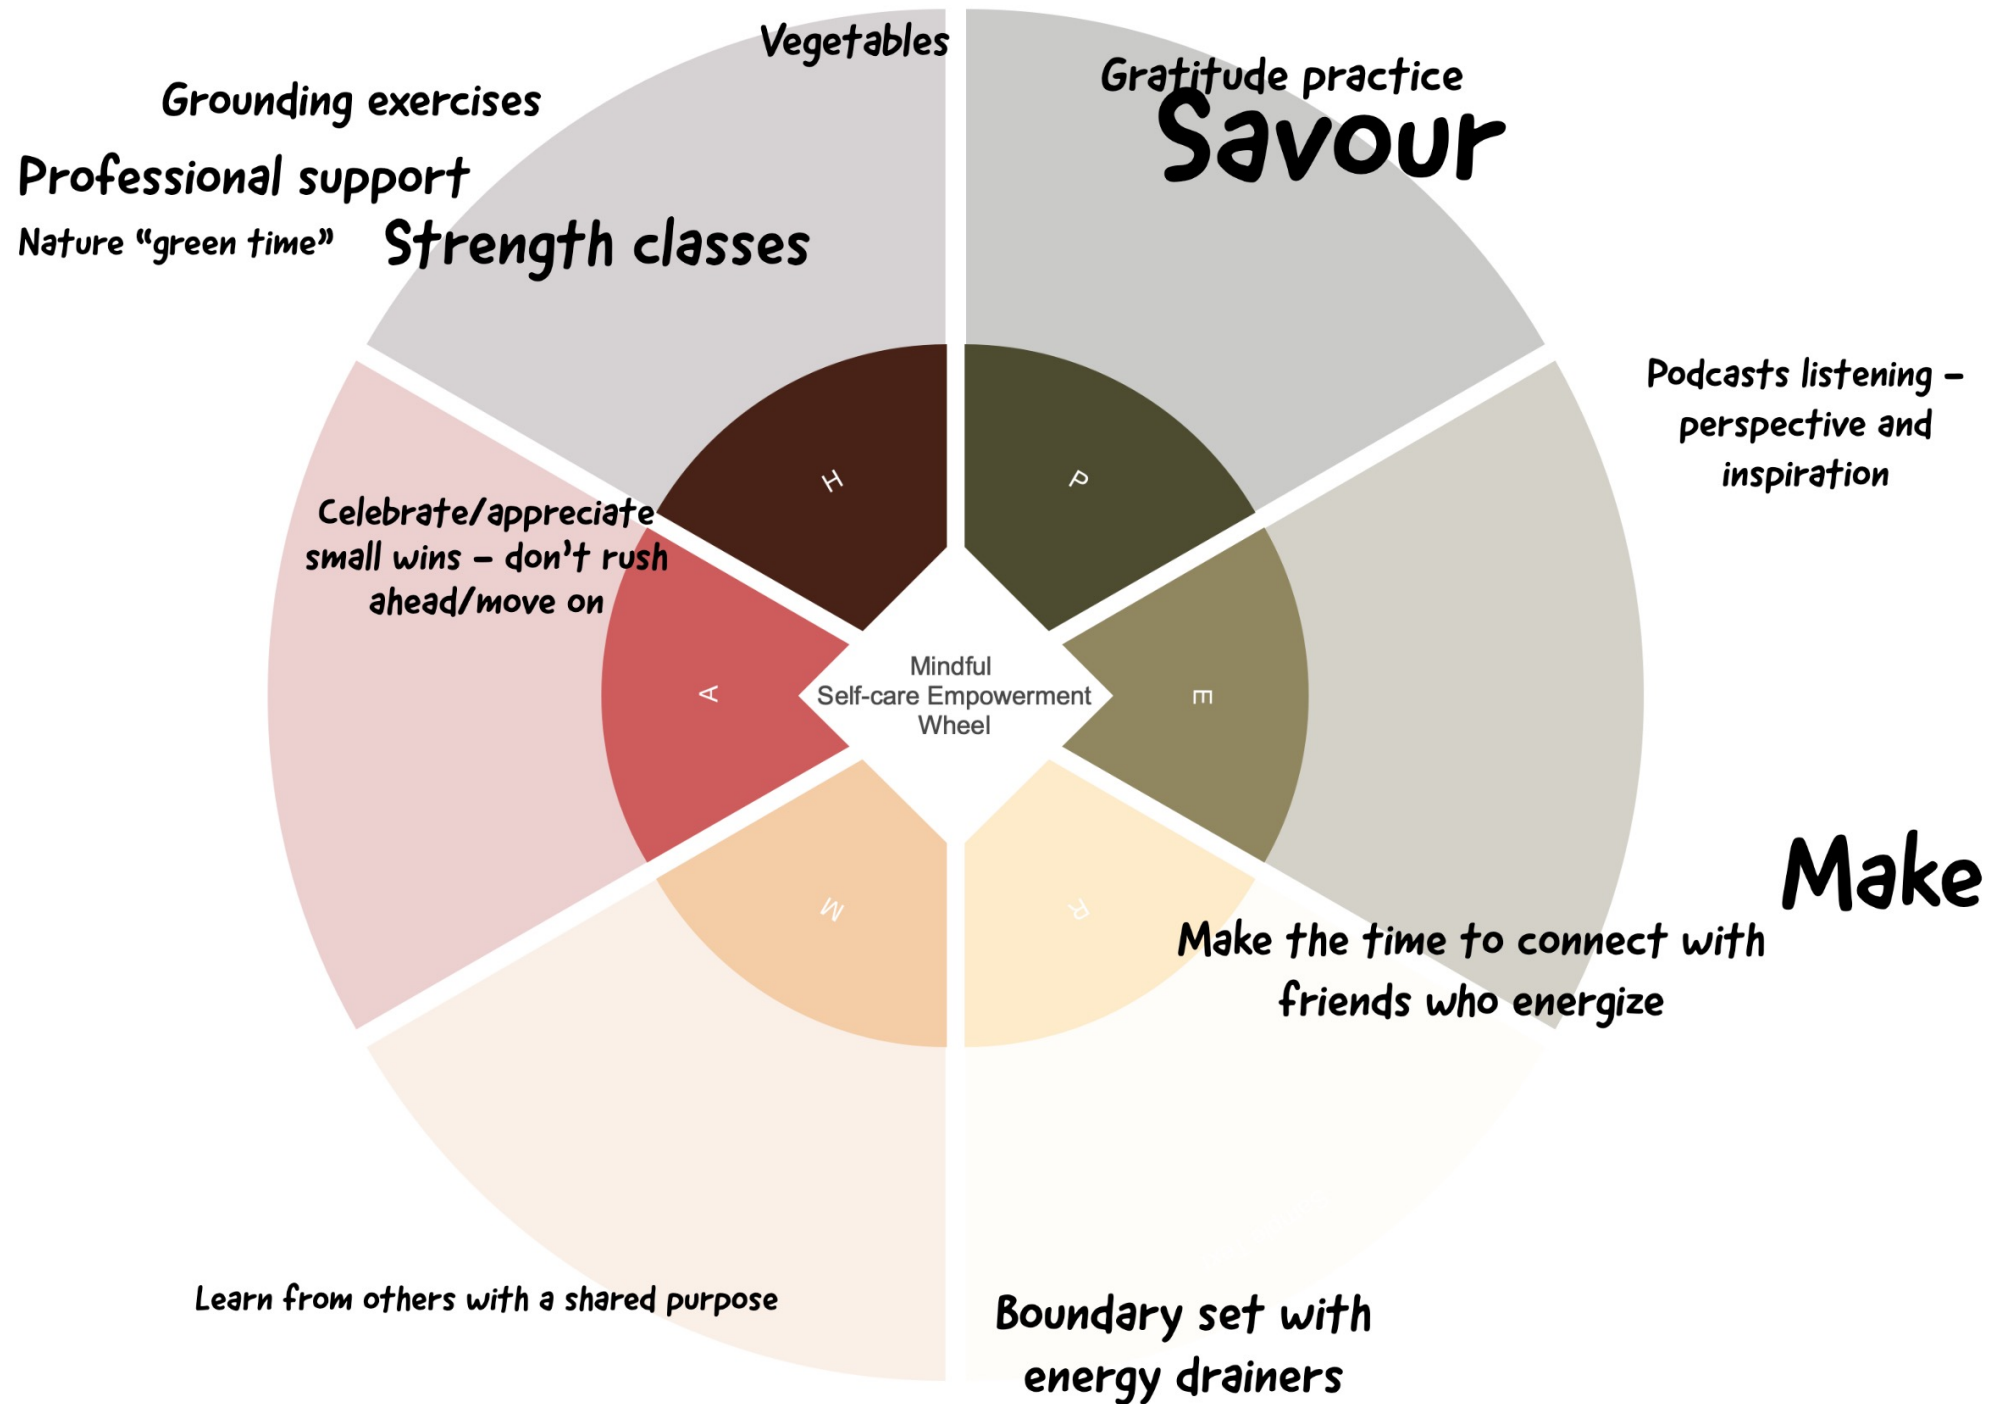 Vegetables
Gratitude practice
Savour
Grounding exercises
Professional support
Nature “green time”
Strength classes
Podcasts listening –
perspective and
inspiration
H
P
Celebrate/appreciate
small wins – don’t rush
ahead/move on
A
Mindful
Self-care Empowerment
Wheel
E
Make
M
R
Make the time to connect with
friends who energize
Learn from others with a shared purpose
Boundary set with
energy drainers